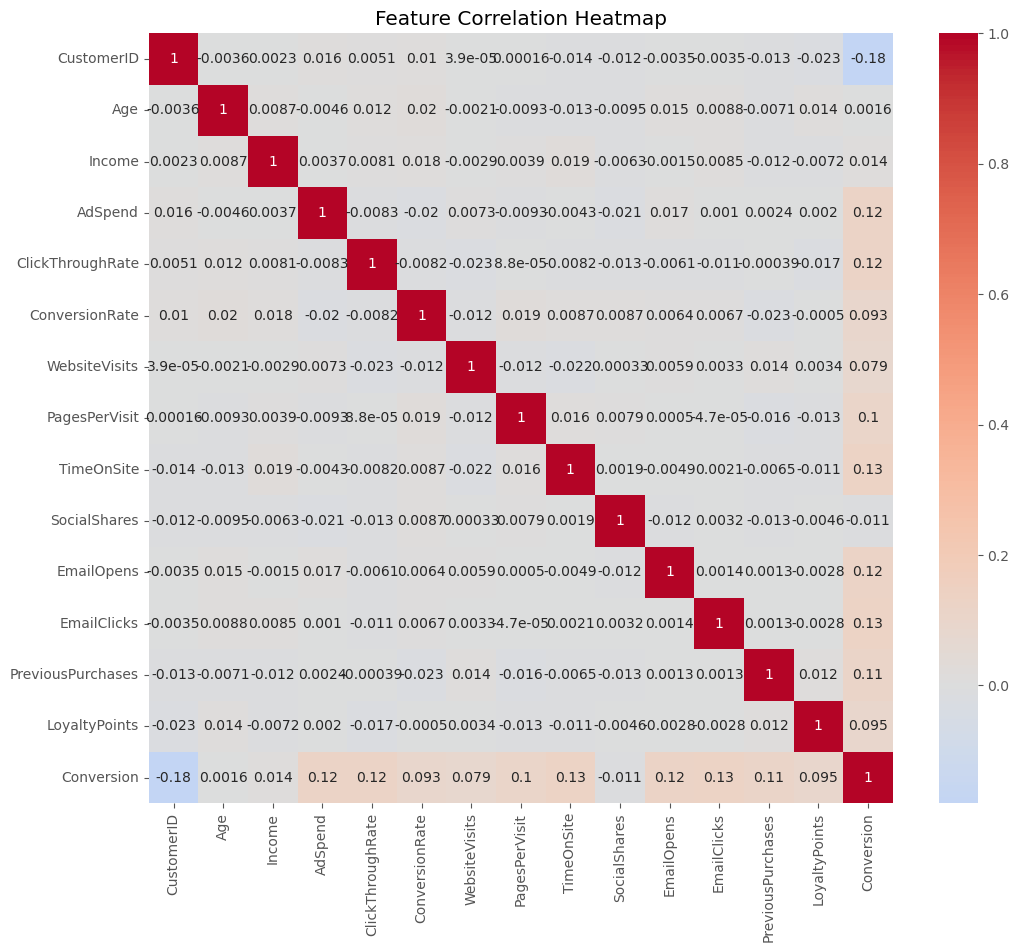 Feature Correlation Heatmap
CustomerID 1 -0.0036 0.0023 0.016 0.0051 0.01 3.9e-05 0.00016 -0.014 -0.012 -0.0035 -0.0035 -0.013 -0.023 -0.18
Age -0.0036 1 0.0087 -0.0046 0.012 0.02 -0.0021 -0.0093 -0.013 -0.0095 0.015 0.0088 -0.0071 0.014 0.0016
Income 0.0023 0.0087 1 0.0037 0.0081 0.018 -0.0029 0.0039 0.019 -0.0063 -0.0015 0.0085 -0.012 -0.0072 0.014
AdSpend 0.016 -0.0046 0.0037 1 -0.0083 -0.02 0.0073 -0.0093 -0.0043 -0.021 0.017 0.001 0.0024 0.002 0.12
ClickThroughRate 0.0051 0.012 0.0081 -0.0083 1 -0.0082 -0.023 8.8e-05 -0.0082 -0.013 -0.0061 -0.011 -0.00039 -0.017 0.12
ConversionRate 0.01 0.02 0.018 -0.02 -0.0082 1 -0.012 0.019 0.0087 0.0087 0.0064 0.0067 -0.023 -0.0005 0.093
WebsiteVisits 3.9e-05 -0.0021 -0.0029 0.0073 -0.023 -0.012 1 -0.012 -0.022 0.00033 0.0059 0.0033 0.014 0.0034 0.079
PagesPerVisit 0.00016 -0.0093 0.0039 -0.0093 8.8e-05 0.019 -0.012 1 0.016 0.0079 0.0005 -4.7e-05 -0.016 -0.013 0.1
TimeOnSite -0.014 -0.013 0.019 -0.0043 -0.0082 0.0087 -0.022 0.016 1 0.0019 -0.0049 0.0021 -0.0065 -0.011 0.13
SocialShares -0.012 -0.0095 -0.0063 -0.021 -0.013 0.0087 0.00033 0.0079 0.0019 1 -0.012 0.0032 -0.013 -0.0046 -0.011
EmailOpens -0.0035 0.015 -0.0015 0.017 -0.0061 0.0064 0.0059 0.0005 -0.0049 -0.012 1 0.0014 0.0013 -0.0028 0.12
EmailClicks -0.0035 0.0088 0.0085 0.001 -0.011 0.0067 0.0033 -4.7e-05 0.0021 0.0032 0.0014 1 0.0013 -0.0028 0.13
PreviousPurchases -0.013 -0.0071 -0.012 0.0024 -0.00039 -0.023 0.014 -0.016 -0.0065 -0.013 0.0013 0.0013 1 0.012 0.11
LoyaltyPoints -0.023 0.014 -0.0072 0.002 -0.017 -0.0005 0.0034 -0.013 -0.011 -0.0046 -0.0028 -0.0028 0.012 1 0.095
Conversion -0.18 0.0016 0.014 0.12 0.12 0.093 0.079 0.1 0.13 -0.011 0.12 0.13 0.11 0.095 1
CustomerID
Age
Income
AdSpend
ClickThroughRate
ConversionRate
WebsiteVisits
PagesPerVisit
TimeOnSite
SocialShares
EmailOpens
EmailClicks
PreviousPurchases
LoyaltyPoints
Conversion
1.0
0.8
0.6
0.4
0.2
0.0